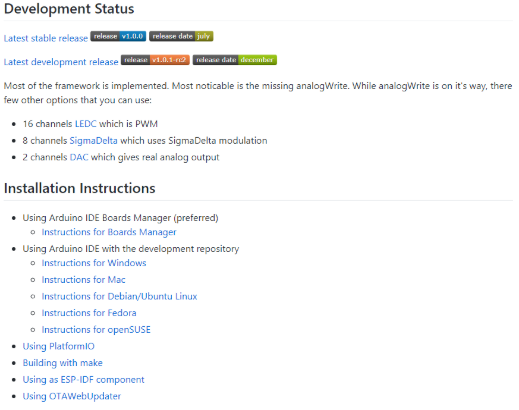 Development Status
Latest stable release release v1.0.0 release date july
Latest development release release v1.0.1-rc2 release date december
Most of the framework is implemented. Most noticable is the missing analogWrite. While analogWrite is on it's way, there
few other options that you can use:
16 channels LEDC which is PWM
8 channels SigmaDelta which uses SigmaDelta modulation
2 channels DAC which gives real analog output
Installation Instructions
Using Arduino IDE Boards Manager (preferred)
Instructions for Boards Manager
Using Arduino IDE with the development repository
Instructions for Windows
Instructions for Mac
Instructions for Debian/Ubuntu Linux
Instructions for Fedora
Instructions for openSUSE
Using PlatformIO
Building with make
Using as ESP-IDF component
Using OTAWebUpdater